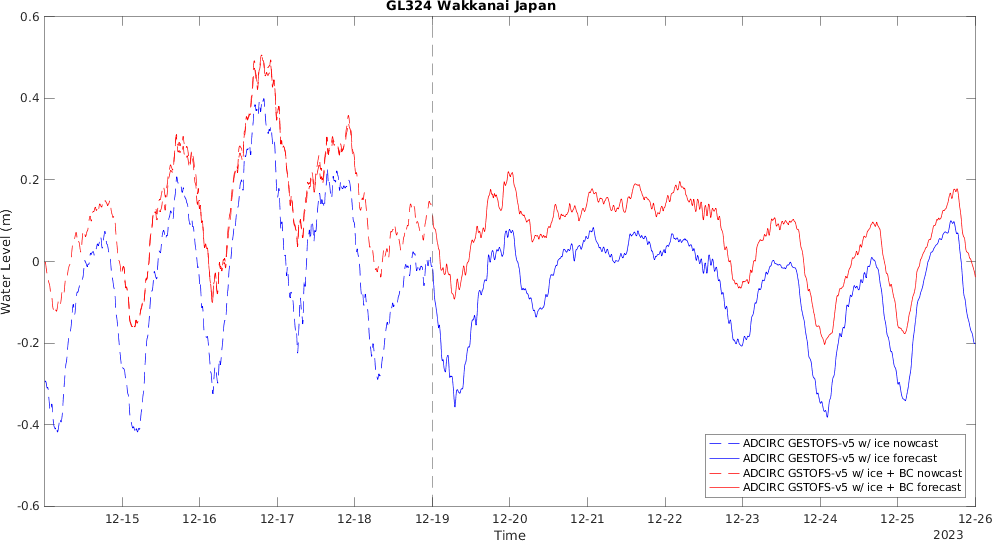 GL324 Wakkanai Japan
0.6
0.4
0.2
0
-0.2
-0.4
-0.6
Water Level (m)
12-15
12-16
12-17
12-18
12-19
12-20
12-21
12-22
12-23
12-24
12-25
12-26
Time
2023
ADCIRC GESTOFS-v5 w/ ice nowcast
ADCIRC GESTOFS-v5 w/ ice forecast
ADCIRC GSTOFS-v5 w/ ice + BC nowcast
ADCIRC GSTOFS-v5 w/ ice + BC forecast